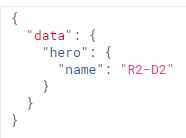 {
  "data": {
    "hero": {
      "name": "R2-D2"
    }
  }
}